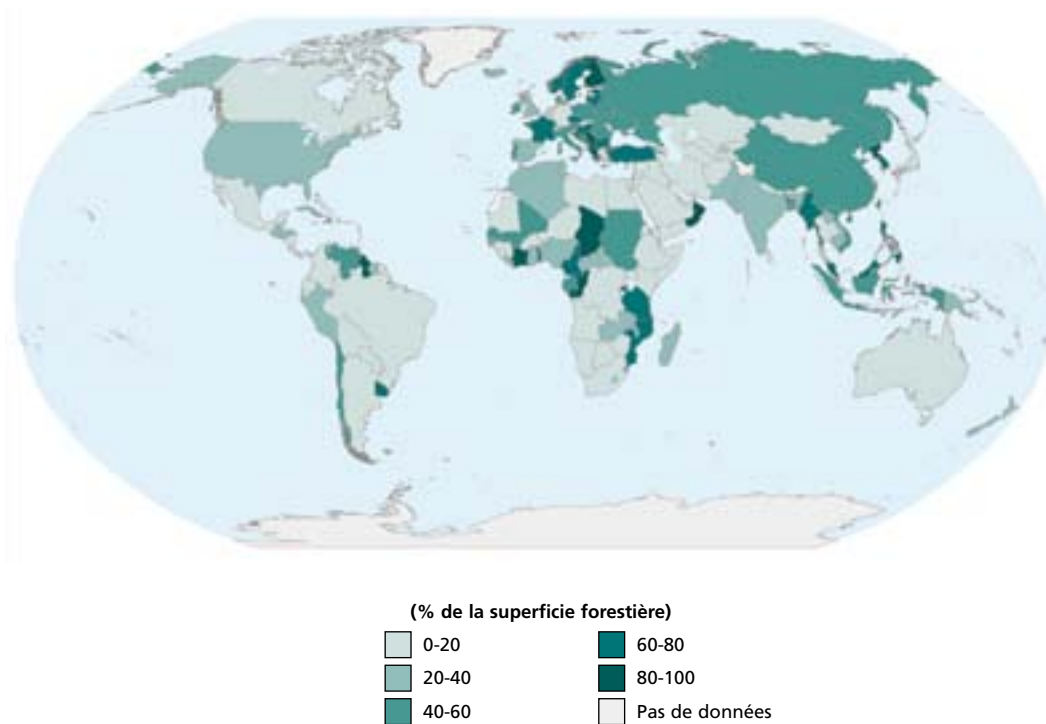 (% de la superficie forestière)
0-20
20-40
40-60
60-80
80-100
Pas de données